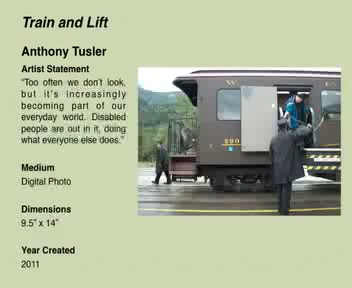 Train and Lift
Anthony Tusler
Artist Statement
“Too often we don’t look,
but it’s increasingly
becoming part of our
everyday world. Disabled
people are out in it, doing
what everyone else does.”
Medium
Digital Photo
Dimensions
9.5” x 14”
Year Created
2011
290